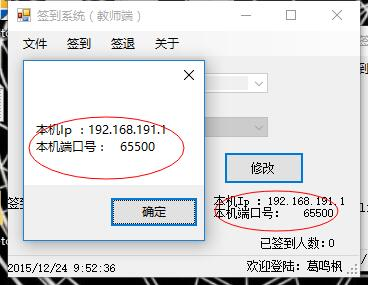 签到系统（教师端）
文件 签到 签退 关于
本机Ip ：192.168.191.1
本机端口号： 65500
确定
修改
本机Ip ：192.168.191.1
本机端口号： 65500
已签到人数:0
2015/12/24 9:52:36
欢迎登陆：葛鸣枫